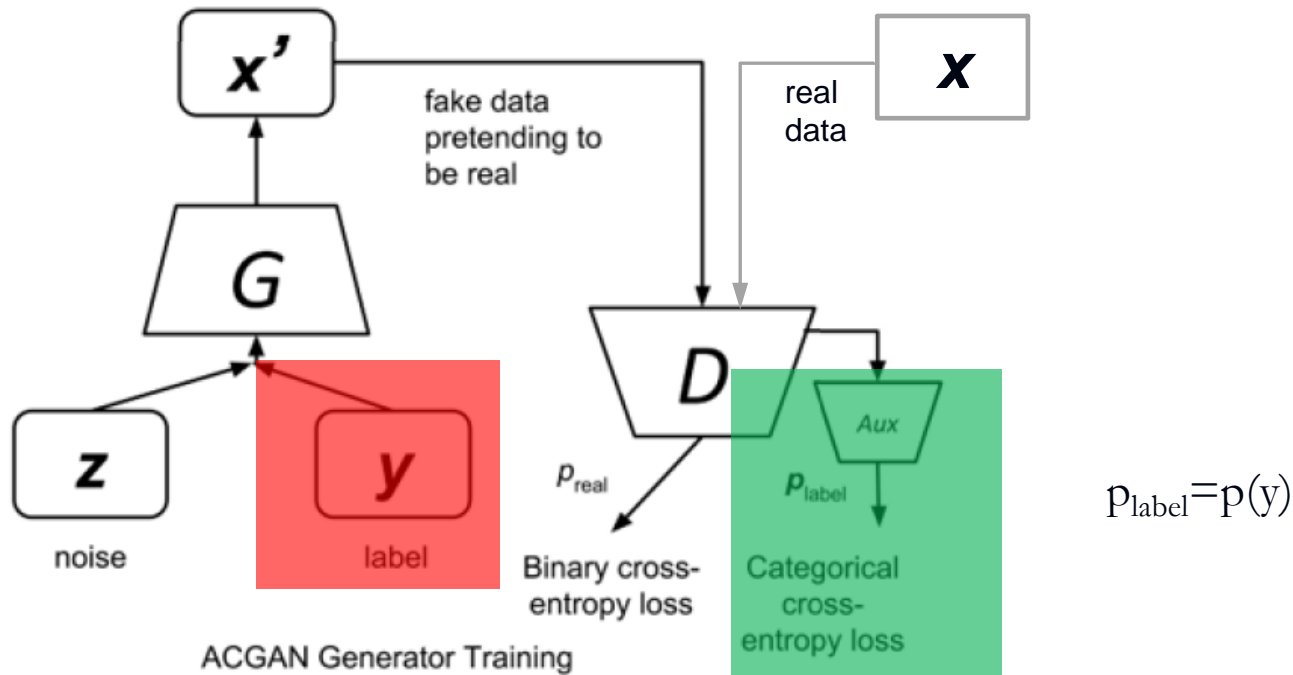 x’
fake data
pretending to
be real
real
data
x
G
z
noise
y
label
D
Aux
p_real
p_label
Binary cross-
entropy loss
Categorical
cross-
entropy loss
p_label=p(y)
ACGAN Generator Training